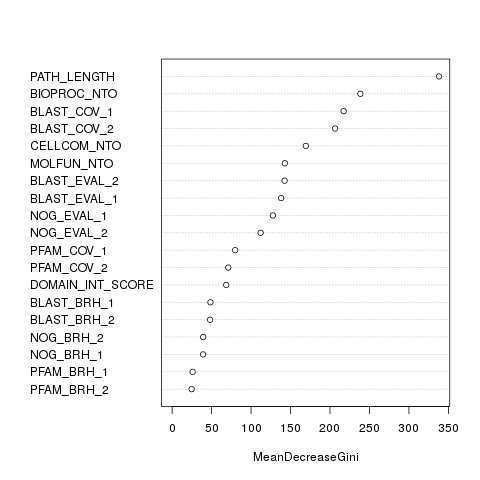 PATH_LENGTH
BIOPROC_NTO
BLAST_COV_1
BLAST_COV_2
CELLCOM_NTO
MOLFUN_NTO
BLAST_EVAL_2
BLAST_EVAL_1
NOG_EVAL_1
NOG_EVAL_2
PFAM_COV_1
PFAM_COV_2
DOMAIN_INT_SCORE
BLAST_BRH_1
BLAST_BRH_2
NOG_BRH_2
NOG_BRH_1
PFAM_BRH_1
PFAM_BRH_2
0 50 100 150 200 250 300 350
MeanDecreaseGini